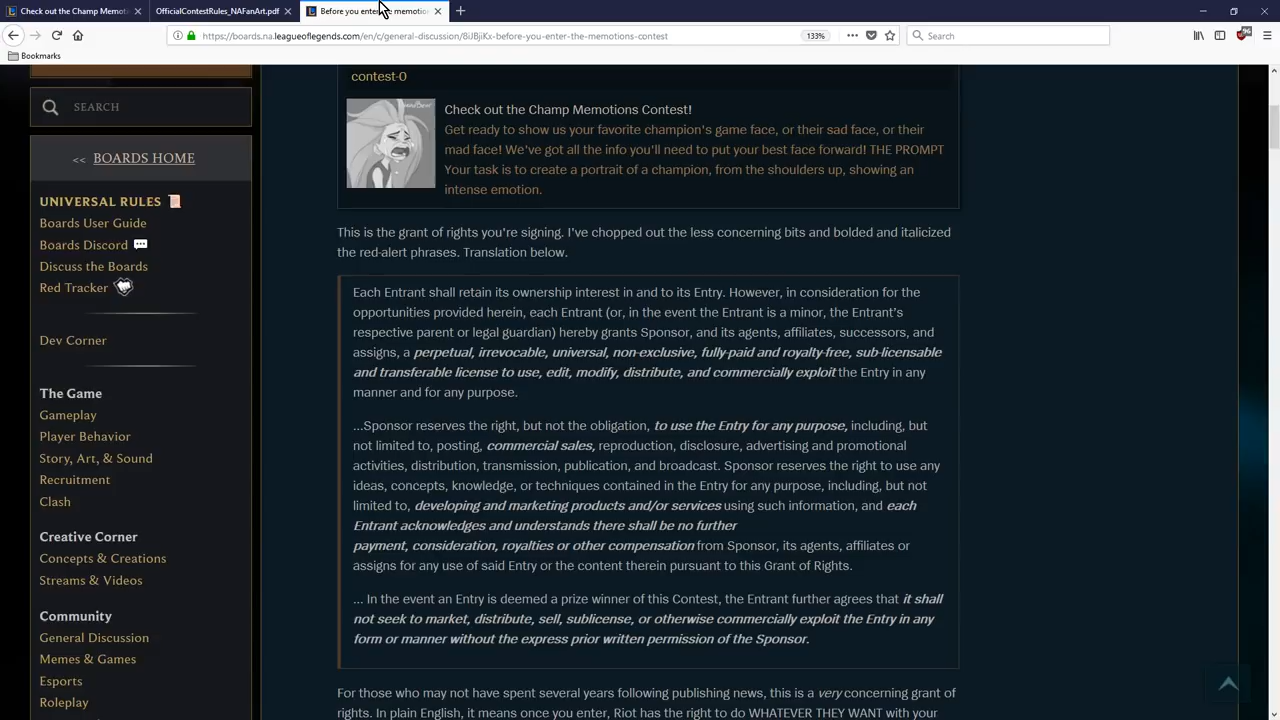 Check out the Champ Memoti
OfficialContestRules_NAFanArt.pdf
Before you enter the memotio
https://boards.na.leagueoflegends.com/en/c/general-discussion/8iJBjiKx-before-you-enter-the-memotions-contest
133%
Search
Bookmarks
SEARCH
<< BOARDS HOME
UNIVERSAL RULES
Boards User Guide
Boards Discord
Discuss the Boards
Red Tracker
Dev Corner
The Game
Gameplay
Player Behavior
Story, Art, & Sound
Recruitment
Clash
Creative Corner
Concepts & Creations
Streams & Videos
Community
General Discussion
Memes & Games
Esports
Roleplay
contest-0
Check out the Champ Memotions Contest!
Get ready to show us your favorite champion's game face, or their sad face, or their
mad face! We've got all the info you'll need to put your best face forward! THE PROMPT
Your task is to create a portrait of a champion, from the shoulders up, showing an
intense emotion.
This is the grant of rights you're signing. I've chopped out the less concerning bits and bolded and italicized
the red-alert phrases. Translation below.
Each Entrant shall retain its ownership interest in and to its Entry. However, in consideration for the
opportunities provided herein, each Entrant (or, in the event the Entrant is a minor, the Entrant's
respective parent or legal guardian) hereby grants Sponsor, and its agents, affiliates, successors, and
assigns, a perpetual, irrevocable, universal, non-exclusive, fully-paid and royalty-free, sub-licensable
and transferable license to use, edit, modify, distribute, and commercially exploit the Entry in any
manner and for any purpose.
...Sponsor reserves the right, but not the obligation, to use the Entry for any purpose, including, but
not limited to, posting, commercial sales, reproduction, disclosure, advertising and promotional
activities, distribution, transmission, publication, and broadcast. Sponsor reserves the right to use any
ideas, concepts, knowledge, or techniques contained in the Entry for any purpose, including, but not
limited to, developing and marketing products and/or services using such information, and each
Entrant acknowledges and understands there shall be no further
payment, consideration, royalties or other compensation from Sponsor, its agents, affiliates or
assigns for any use of said Entry or the content therein pursuant to this Grant of Rights.
... In the event an Entry is deemed a prize winner of this Contest, the Entrant further agrees that it shall
not seek to market, distribute, sell, sublicense, or otherwise commercially exploit the Entry in any
form or manner without the express prior written permission of the Sponsor.
For those who may not have spent several years following publishing news, this is a very concerning grant of
rights. In plain English, it means once you enter, Riot has the right to do WHATEVER THEY WANT with your